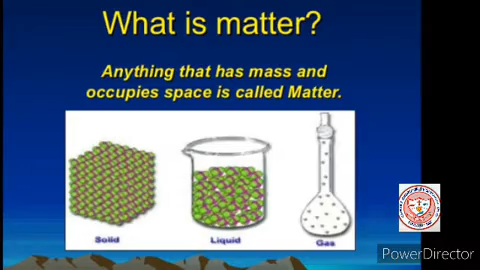 What is matter?
Anything that has mass and
occupies space is called Matter.
Solid
Liquid
Gas
PowerDirector